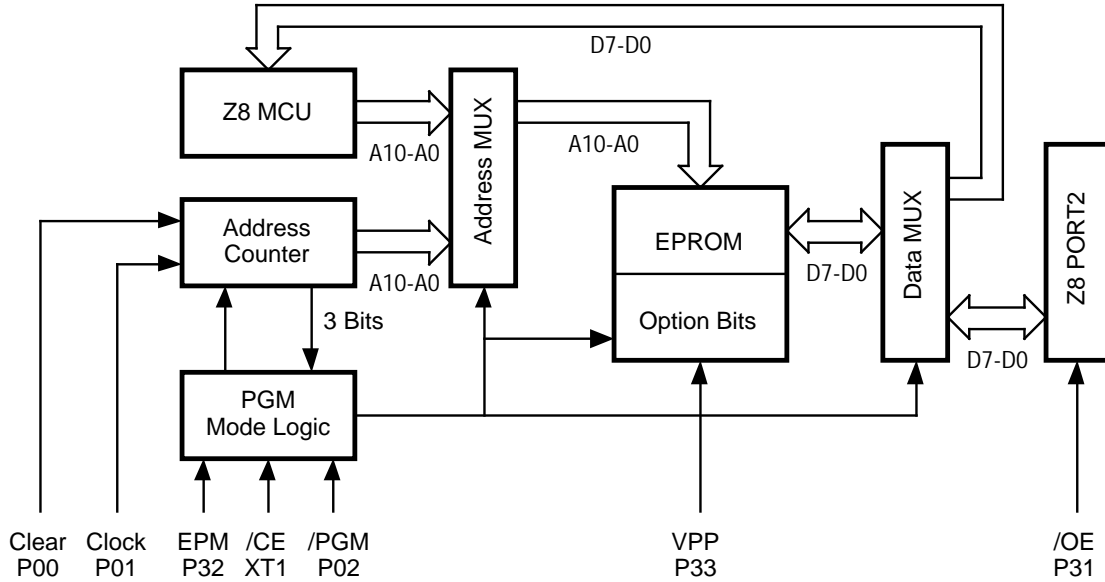 D7-D0
Z8 MCU
A10-A0
Address MUX
A10-A0
Data MUX
Z8 PORT2
Address
Counter
A10-A0
EPROM
D7-D0
3 Bits
Option Bits
D7-D0
PGM
Mode Logic
Clear
P00
Clock
P01
EPM
P32
/CE
XT1
/PGM
P02
VPP
P33
/OE
P31